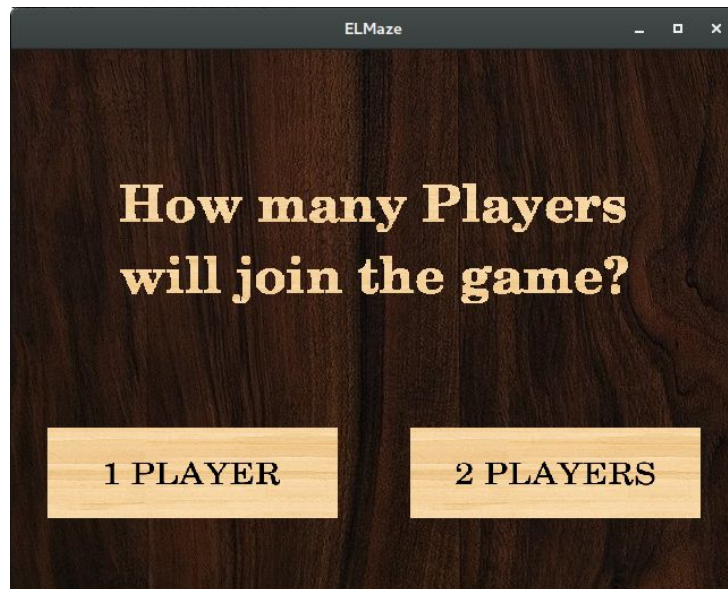 ELMaze
How many Players
will join the game?
1 PLAYER
2 PLAYERS